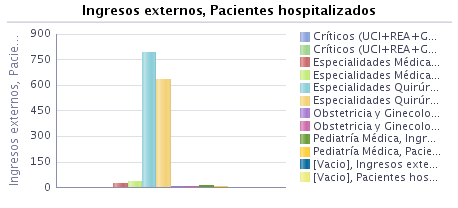 Ingresos externos, Pacientes hospitalizados
Ingresos externos, Pacie...
900
750
600
450
300
150
0
Críticos (UCI+REA+G...
Críticos (UCI+REA+G...
Especialidades Médica...
Especialidades Médica...
Especialidades Quirúr...
Especialidades Quirúr...
Obstetricia y Ginecolo...
Obstetricia y Ginecolo...
Pediatría Médica, Ingr...
Pediatría Médica, Pacie...
[Vacio], Ingresos exte...
[Vacio], Pacientes hos...